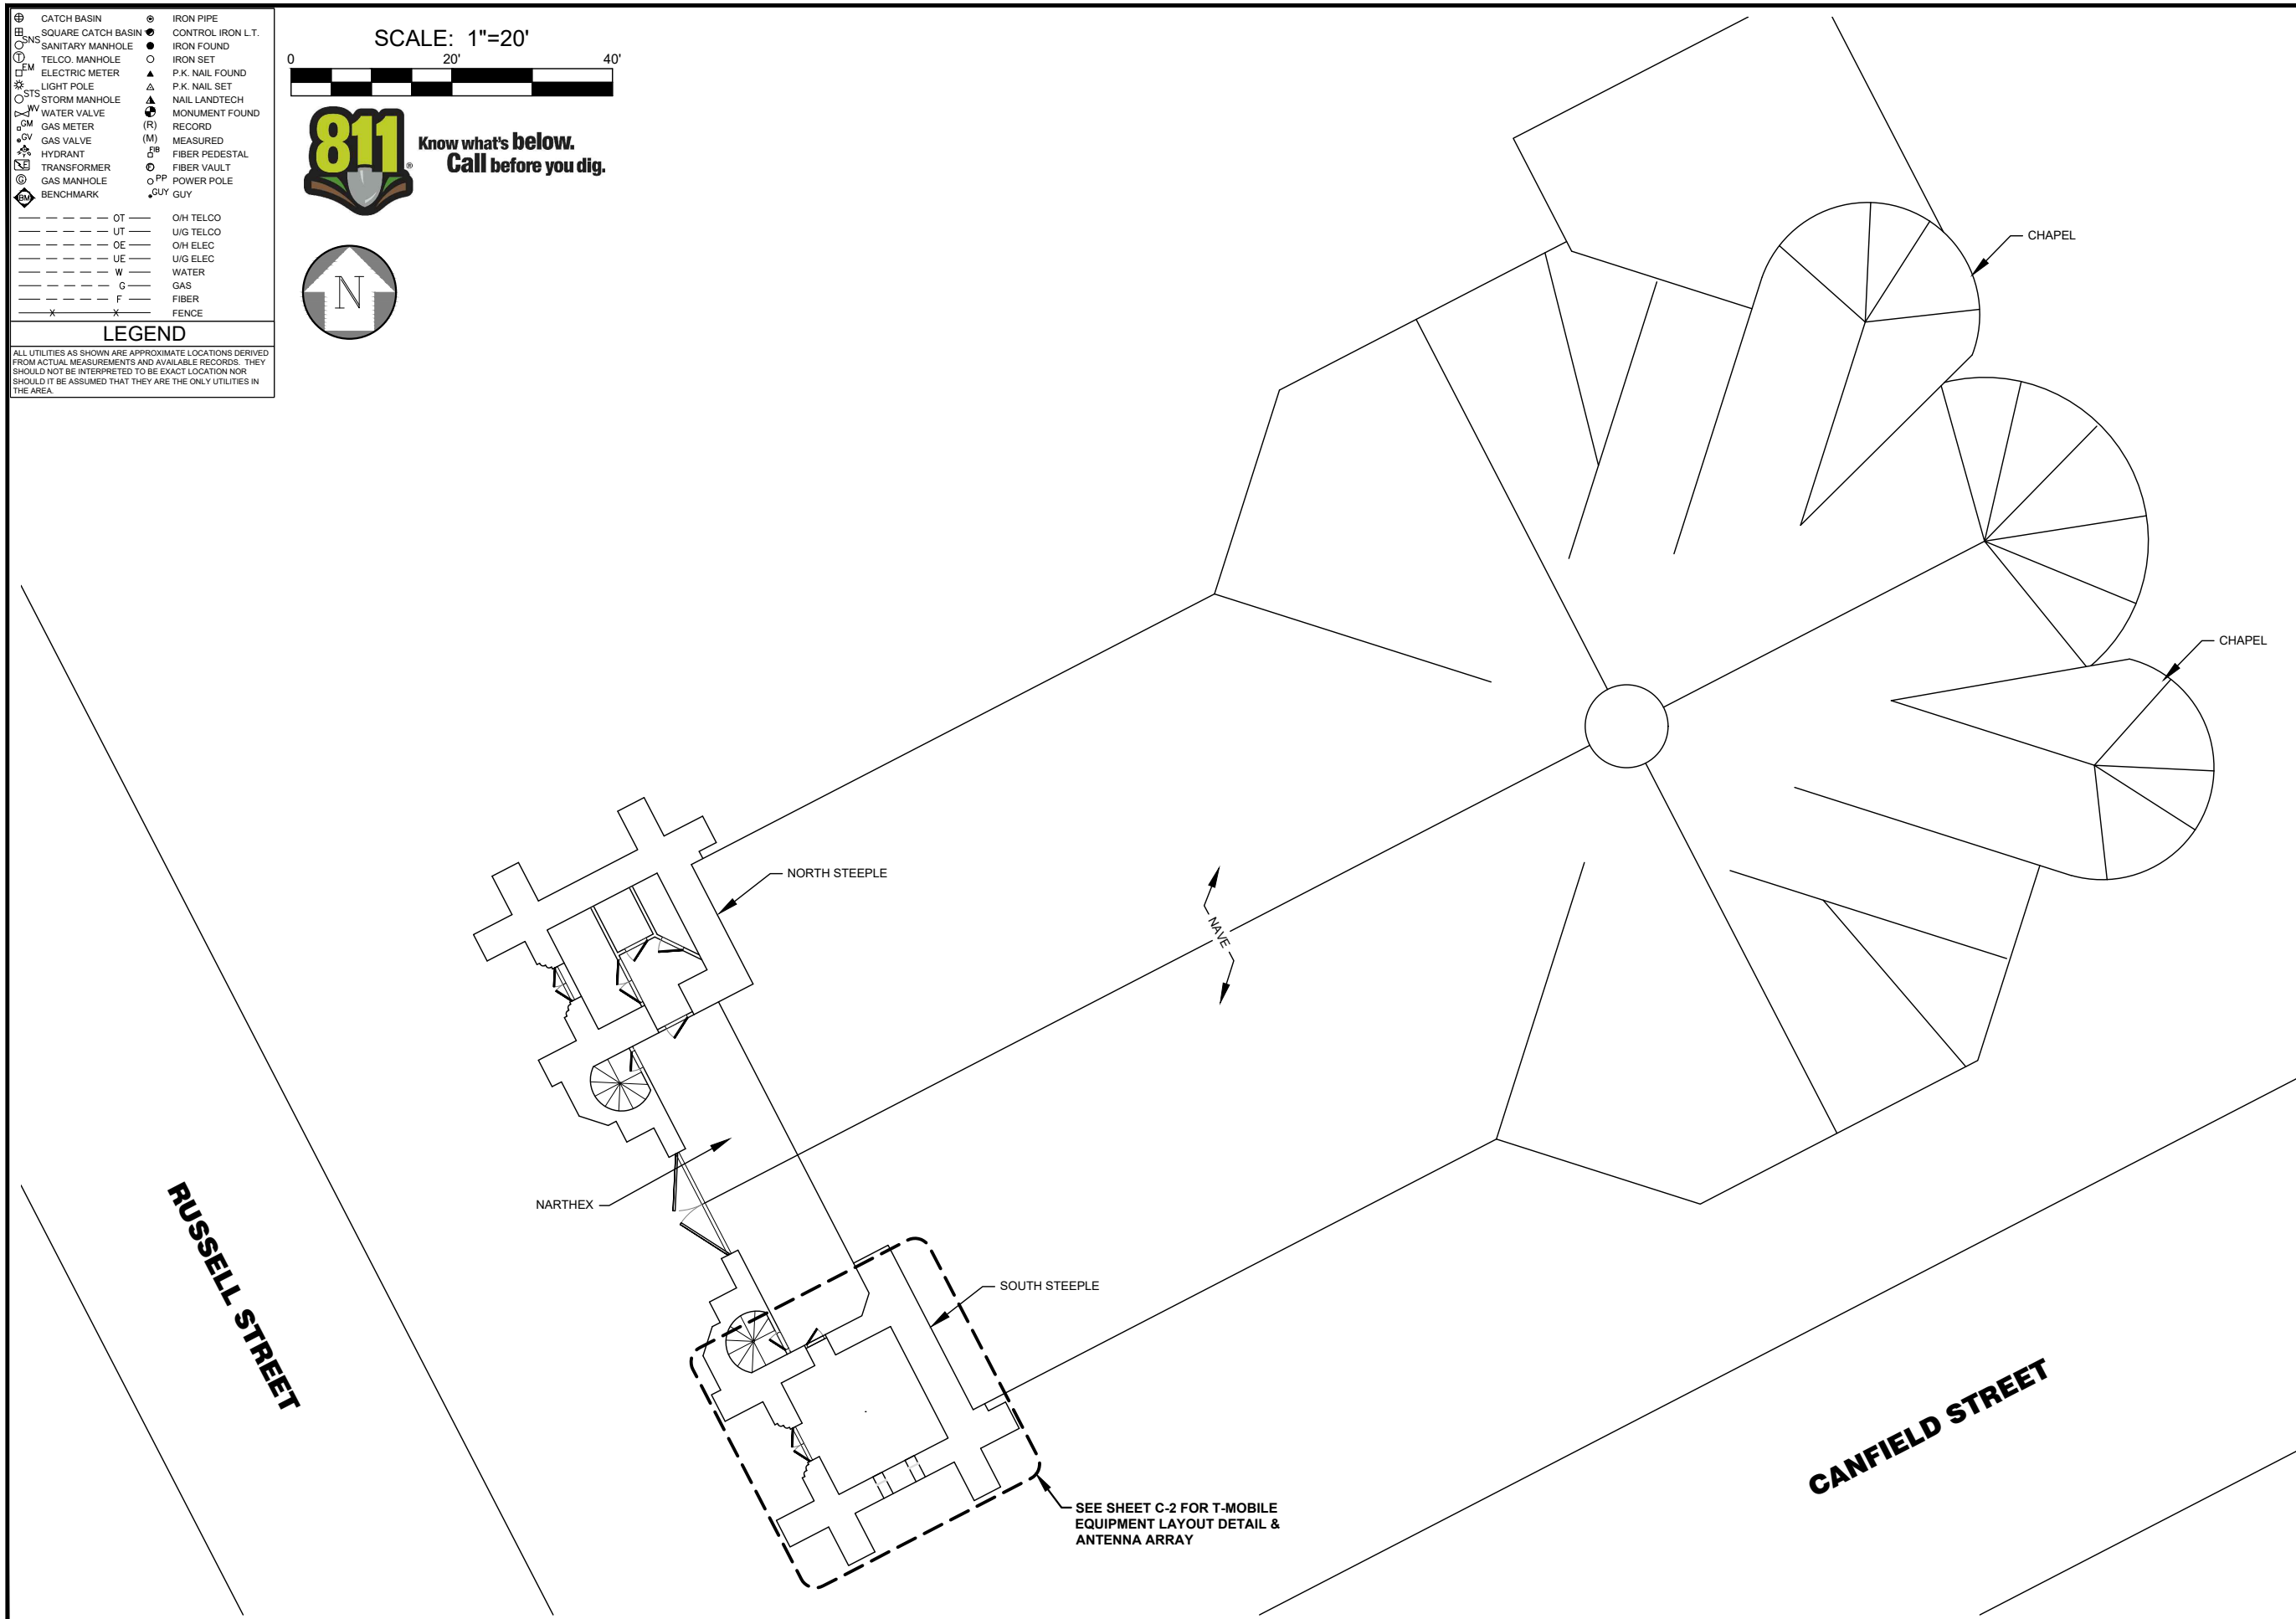 CATCH BASIN
SQUARE CATCH BASIN
SNS SANITARY MANHOLE
T TELCO. MANHOLE
EM ELECTRIC METER
LIGHT POLE
STS STORM MANHOLE
WV WATER VALVE
GM GAS METER
GV GAS VALVE
HYDRANT
E TRANSFORMER
G GAS MANHOLE
BM BENCHMARK
IRON PIPE
CONTROL IRON L.T.
IRON FOUND
IRON SET
P.K. NAIL FOUND
P.K. NAIL SET
NAIL LANDTECH
MONUMENT FOUND
(R) RECORD
(M) MEASURED
FIB FIBER PEDESTAL
F FIBER VAULT
PP POWER POLE
GUY GUY
OT O/H TELCO
UT U/G TELCO
OE O/H ELEC
UE U/G ELEC
W WATER
G GAS
F FIBER
X X FENCE
LEGEND
ALL UTILITIES AS SHOWN ARE APPROXIMATE LOCATIONS DERIVED
FROM ACTUAL MEASUREMENTS AND AVAILABLE RECORDS. THEY
SHOULD NOT BE INTERPRETED TO BE EXACT LOCATION NOR
SHOULD IT BE ASSUMED THAT THEY ARE THE ONLY UTILITIES IN
THE AREA.
SCALE: 1"=20'
0 20' 40'
811®
Know what's below.
Call before you dig.
N
CHAPEL
CHAPEL
NORTH STEEPLE
NAVE
NARTHEX
SOUTH STEEPLE
RUSSELL STREET
CANFIELD STREET
SEE SHEET C-2 FOR T-MOBILE
EQUIPMENT LAYOUT DETAIL &
ANTENNA ARRAY